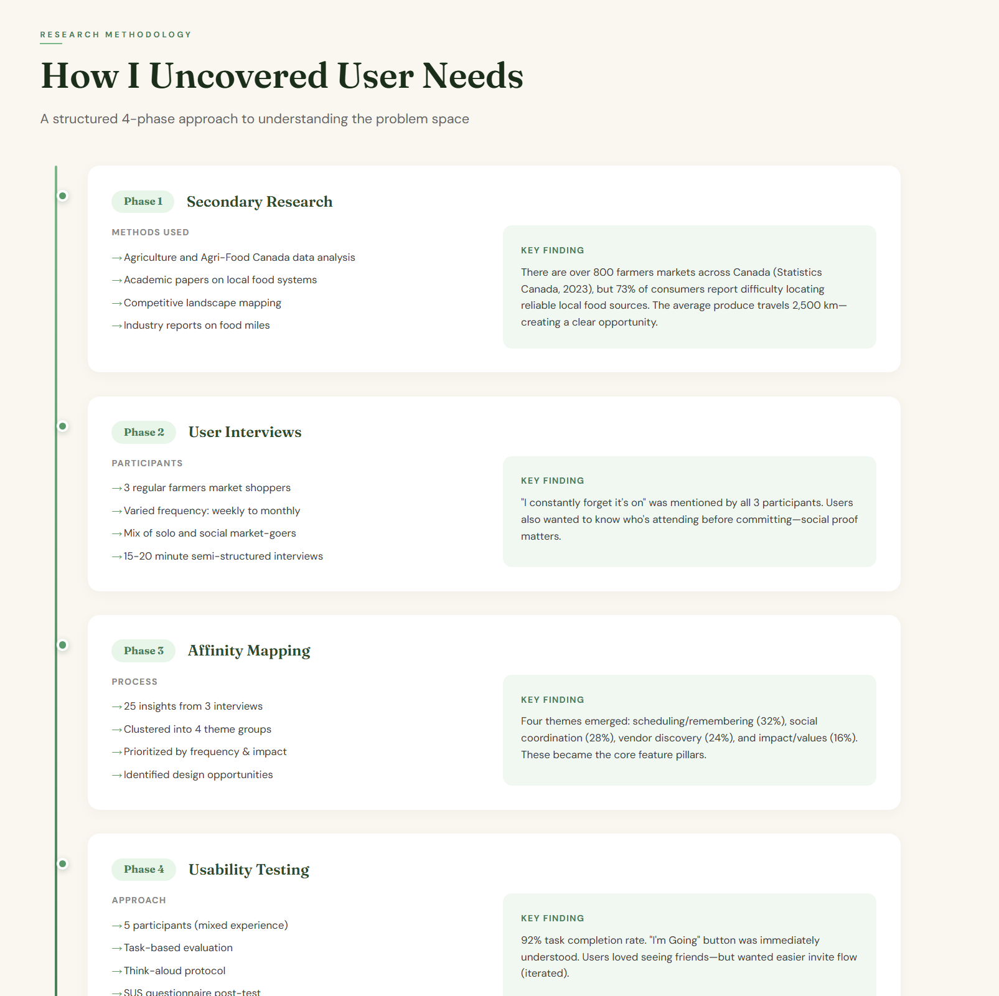 RESEARCH METHODOLOGY
How I Uncovered User Needs
A structured 4-phase approach to understanding the problem space
Phase 1
Secondary Research
METHODS USED
→Agriculture and Agri-Food Canada data analysis
→Academic papers on local food systems
→Competitive landscape mapping
→Industry reports on food miles
KEY FINDING
There are over 800 farmers markets across Canada (Statistics
Canada, 2023), but 73% of consumers report difficulty locating
reliable local food sources. The average produce travels 2,500 km—
creating a clear opportunity.
Phase 2
User Interviews
PARTICIPANTS
→3 regular farmers market shoppers
→Varied frequency: weekly to monthly
→Mix of solo and social market-goers
→15-20 minute semi-structured interviews
KEY FINDING
"I constantly forget it's on" was mentioned by all 3 participants. Users
also wanted to know who's attending before committing—social proof
matters.
Phase 3
Affinity Mapping
PROCESS
→25 insights from 3 interviews
→Clustered into 4 theme groups
→Prioritized by frequency & impact
→Identified design opportunities
KEY FINDING
Four themes emerged: scheduling/remembering (32%), social
coordination (28%), vendor discovery (24%), and impact/values (16%).
These became the core feature pillars.
Phase 4
Usability Testing
APPROACH
→5 participants (mixed experience)
→Task-based evaluation
→Think-aloud protocol
→SUS questionnaire post-test
KEY FINDING
92% task completion rate. "I'm Going" button was immediately
understood. Users loved seeing friends—but wanted easier invite flow
(iterated).